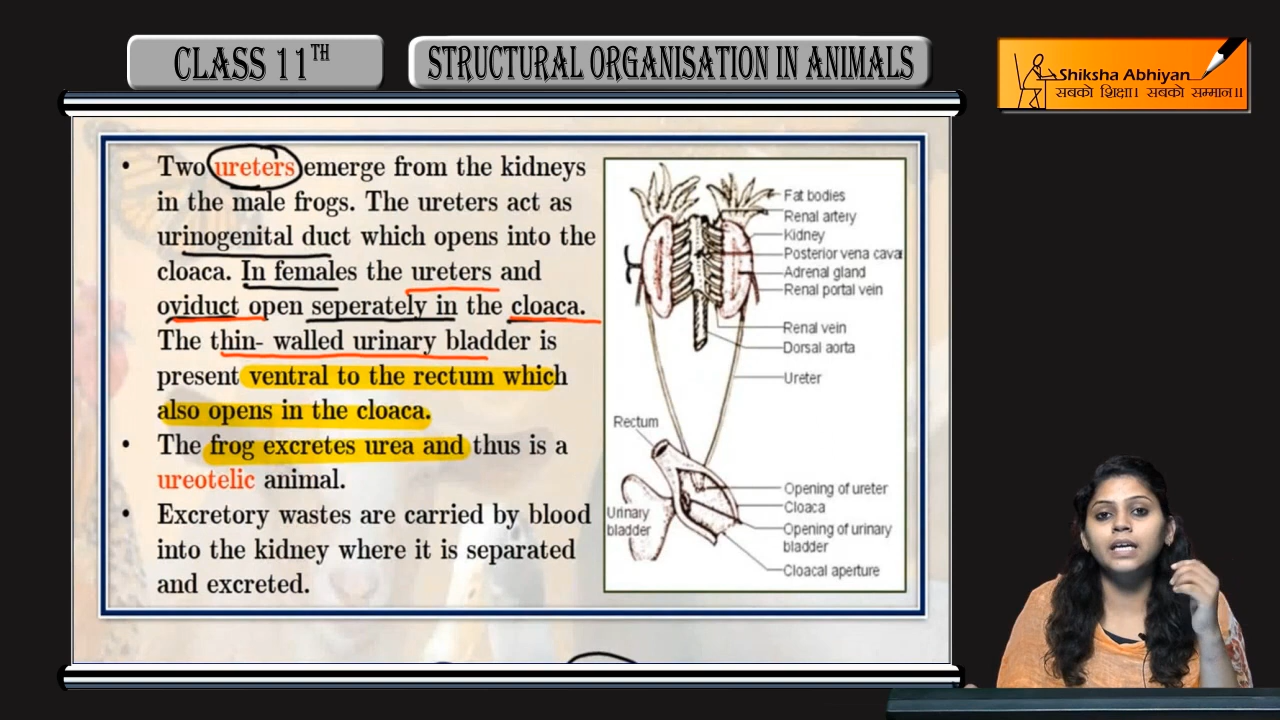 CLASS 11TH
STRUCTURAL ORGANISATION IN ANIMALS
Shiksha Abhiyan
सबको शिक्षा। सबको सम्मान।।
• Two ureters emerge from the kidneys
in the male frogs. The ureters act as
urinogenital duct which opens into the
cloaca. In females the ureters and
oviduct open seperately in the cloaca.
The thin- walled urinary bladder is
present ventral to the rectum which
also opens in the cloaca.
• The frog excretes urea and thus is a
ureotelic animal.
• Excretory wastes are carried by blood
into the kidney where it is separated
and excreted.
Fat bodies
Renal artery
Kidney
Posterior vena cava
Adrenal gland
Renal portal vein
Renal vein
Dorsal aorta
Ureter
Rectum
Opening of ureter
Cloaca
Urinary
bladder
Opening of urinary
bladder
Cloacal aperture